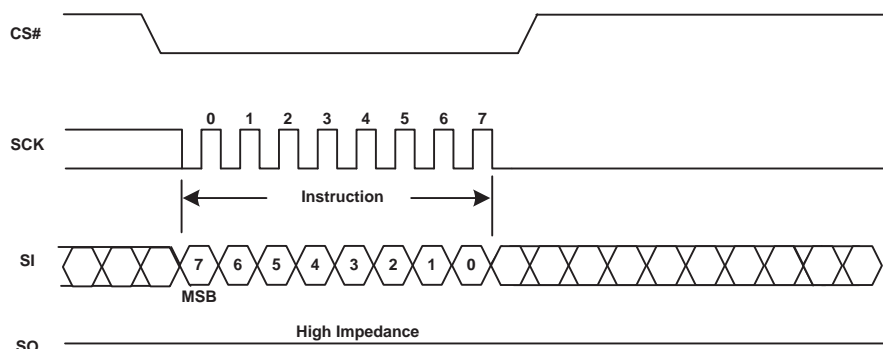 CS#
0 1 2 3 4 5 6 7
SCK
Instruction
SI
7 6 5 4 3 2 1 0
MSB
High Impedance
SO